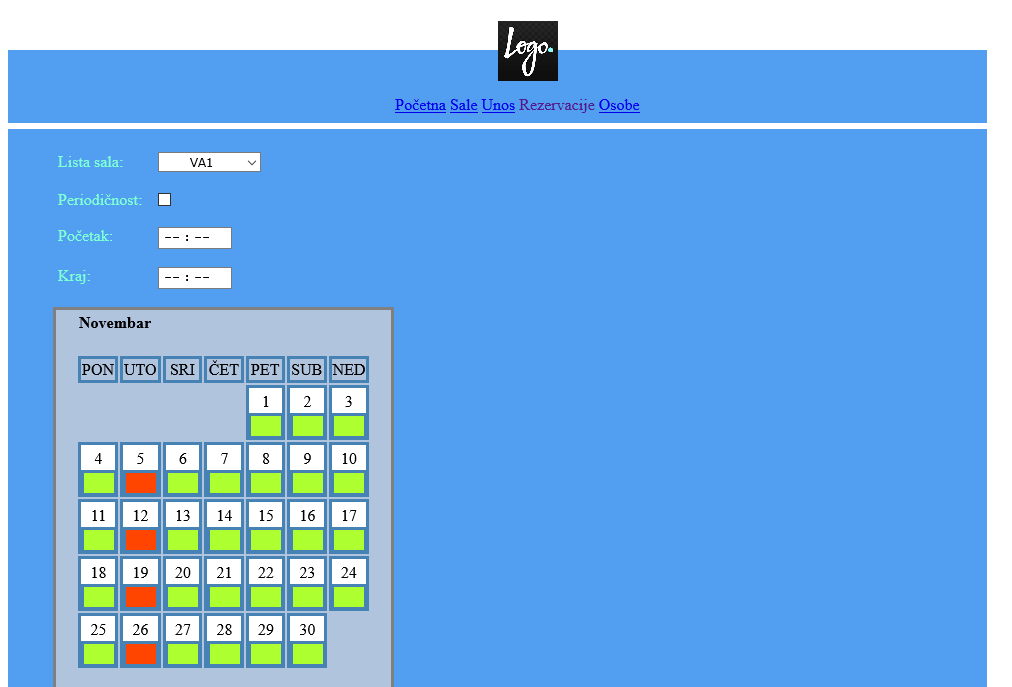 Logo.
Početna Sale Unos Rezervacije Osobe
Lista sala: VA1
Periodičnost:
Početak: -- : --
Kraj: -- : --
Novembar
PON UTO SRI ČET PET SUB NED
1 2 3
4 5 6 7 8 9 10
11 12 13 14 15 16 17
18 19 20 21 22 23 24
25 26 27 28 29 30